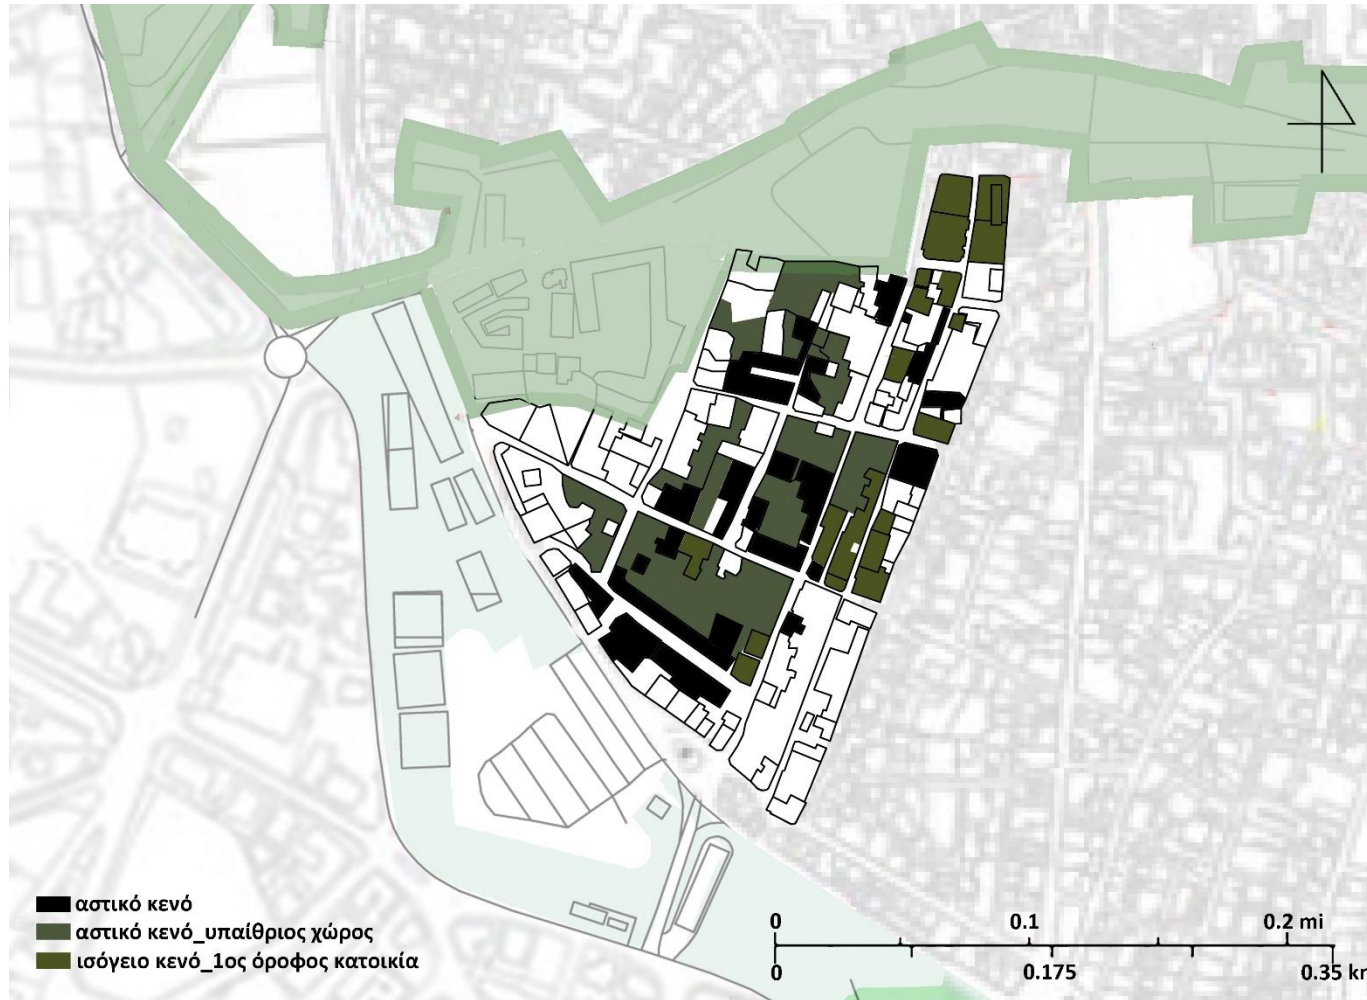 αστικό κενό
αστικό κενό_υπαίθριος χώρος
ισόγειο κενό_1ος όροφος κατοικία
0 0.1 0.2 mi
0 0.175 0.35 km